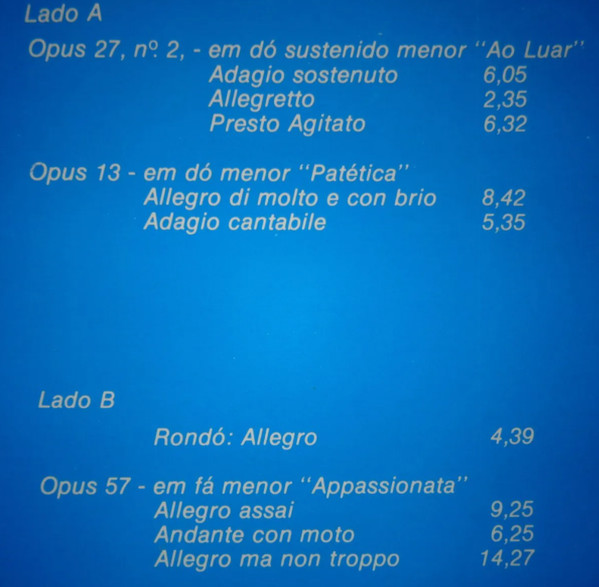 Lado A
Opus 27, nº 2, - em dó sustenido menor "Ao Luar"
Adagio sostenuto 6,05
Allegretto 2,35
Presto Agitato 6,32
Opus 13 - em dó menor "Patética"
Allegro di molto e con brio 8,42
Adagio cantabile 5,35
Lado B
Rondó: Allegro 4,39
Opus 57 - em fá menor "Appassionata"
Allegro assai 9,25
Andante con moto 6,25
Allegro ma non troppo 14,27